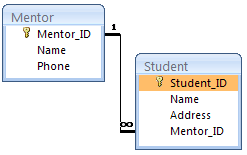 Mentor
Mentor_ID
Name
Phone
1
∞
Student
Student_ID
Name
Address
Mentor_ID